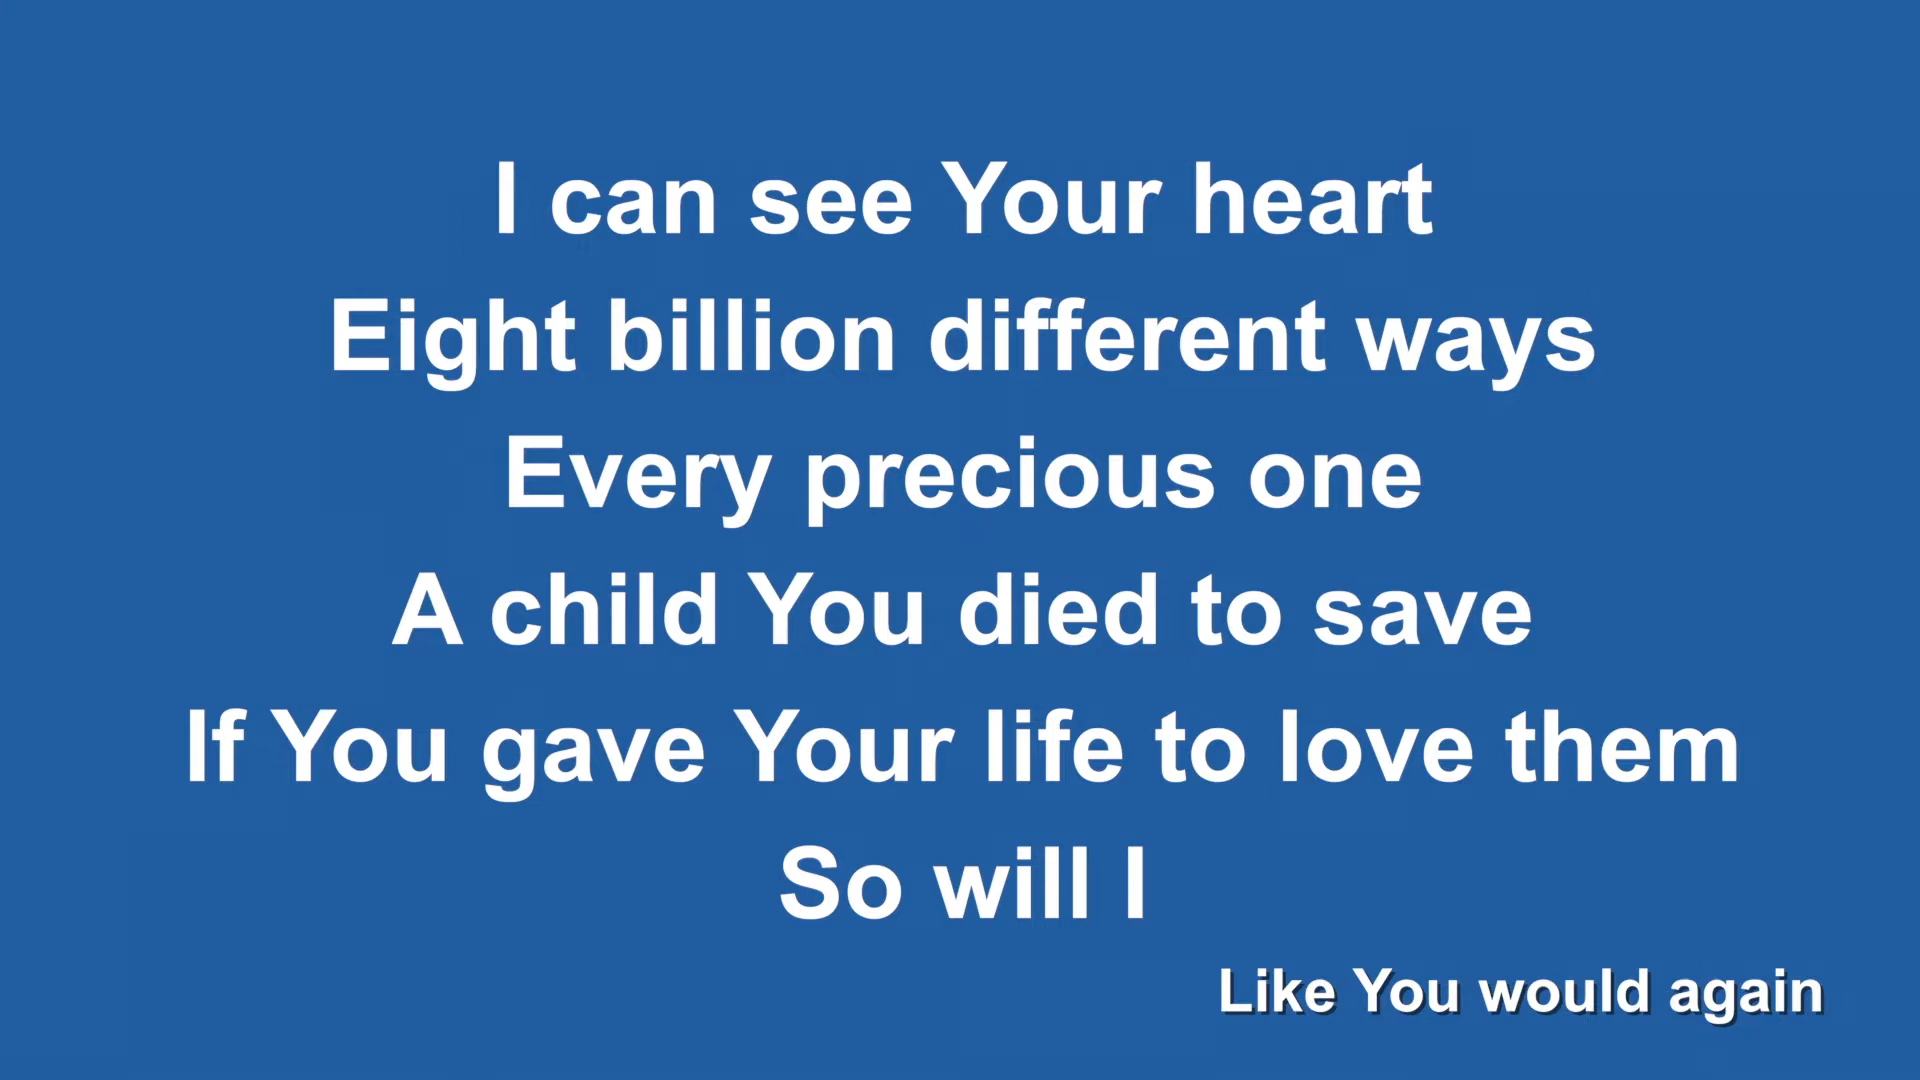 I can see Your heart
Eight billion different ways
Every precious one
A child You died to save
If You gave Your life to love them
So will I
Like You would again